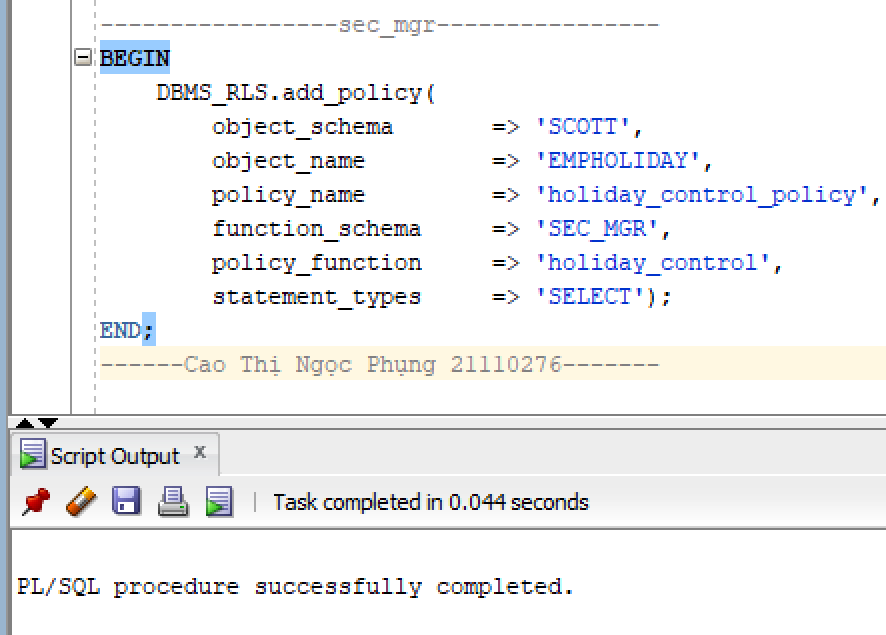 -----------------sec_mgr----------------
BEGIN
    DBMS_RLS.add_policy(
        object_schema       => 'SCOTT',
        object_name         => 'EMPHOLIDAY',
        policy_name         => 'holiday_control_policy',
        function_schema     => 'SEC_MGR',
        policy_function     => 'holiday_control',
        statement_types     => 'SELECT');
END;
------Cao Thị Ngọc Phụng 21110276-------
Script Output x
Task completed in 0.044 seconds
PL/SQL procedure successfully completed.